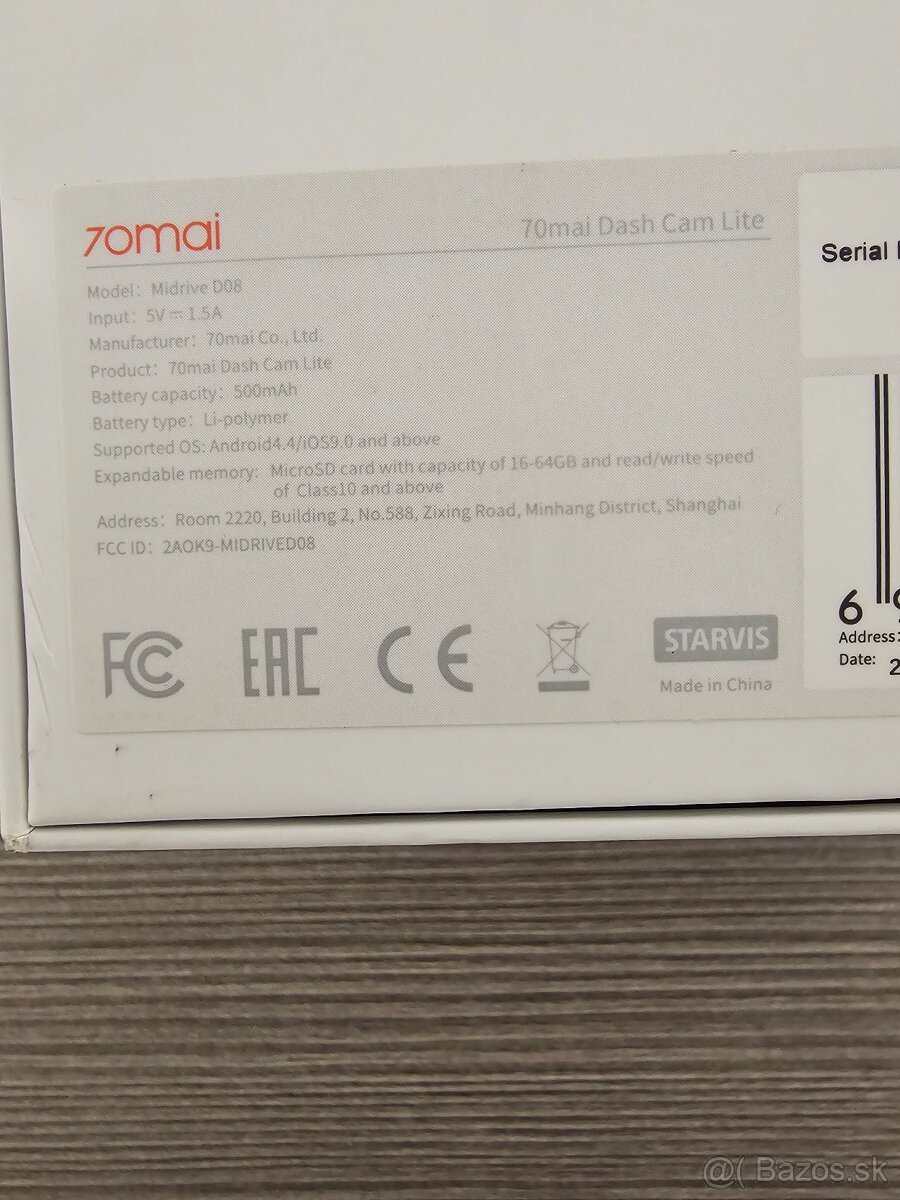 70mai
70mai Dash Cam Lite
Model: Midrive D08
Input: 5V⎓1.5A
Manufacturer: 70mai Co., Ltd.
Product: 70mai Dash Cam Lite
Battery capacity: 500mAh
Battery type: Li-polymer
Supported OS: Android4.4/iOS9.0 and above
Expandable memory: MicroSD card with capacity of 16-64GB and read/write speed
of Class10 and above
Address: Room 2220, Building 2, No.588, Zixing Road, Minhang District, Shanghai
FCC ID: 2AOK9-MIDRIVED08
FC EAC CE
STARVIS
Made in China
Serial
6
Address:
Date: 2
@( Bazos.sk